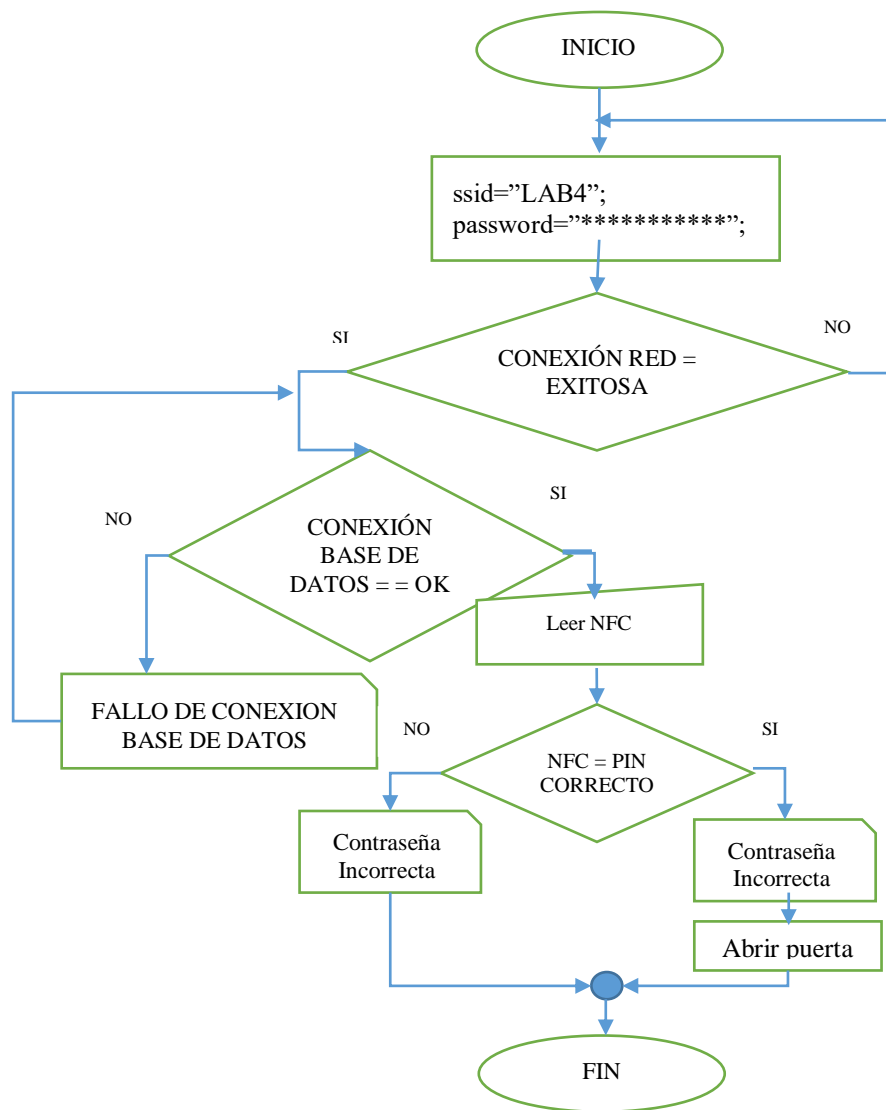 INICIO
ssid=”LAB4”;
password=”***********”;
SI
NO
CONEXIÓN RED =
EXITOSA
NO
SI
CONEXIÓN
BASE DE
DATOS = = OK
Leer NFC
FALLO DE CONEXION
BASE DE DATOS
NO
SI
NFC = PIN
CORRECTO
Contraseña
Incorrecta
Contraseña
Incorrecta
Abrir puerta
FIN